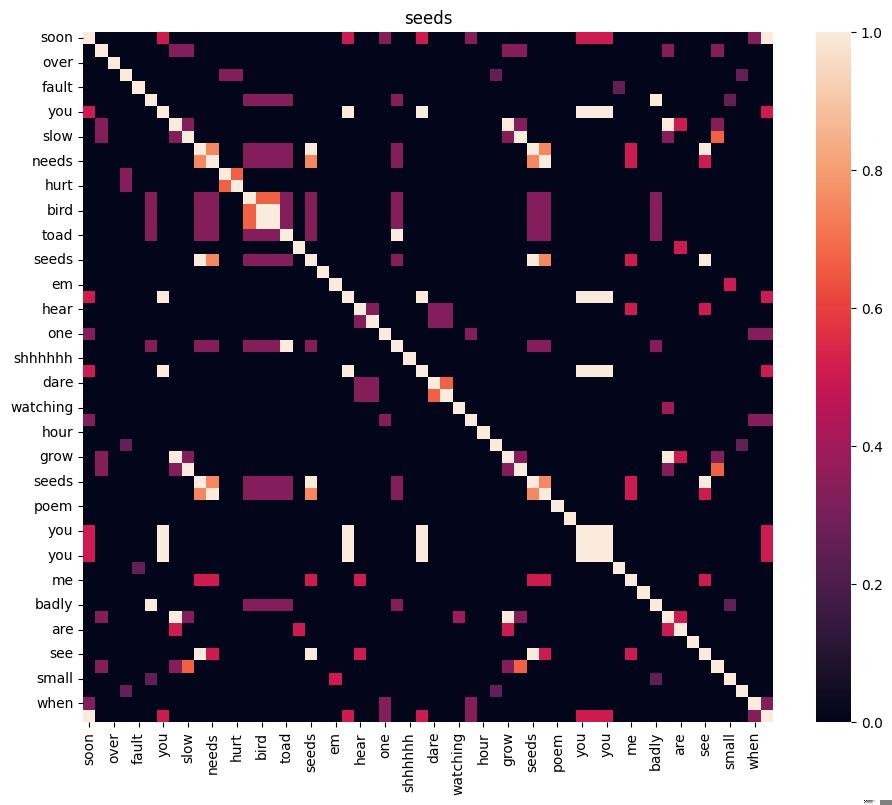 seeds
soon
over
fault
you
slow
needs
hurt
bird
toad
seeds
em
hear
one
shhhhhh
dare
watching
hour
grow
seeds
poem
you
you
me
badly
are
see
small
when
1.0
0.8
0.6
0.4
0.2
0.0
soon over fault you slow needs hurt bird toad seeds em hear one shhhhhh dare watching hour grow seeds poem you you me badly are see small when